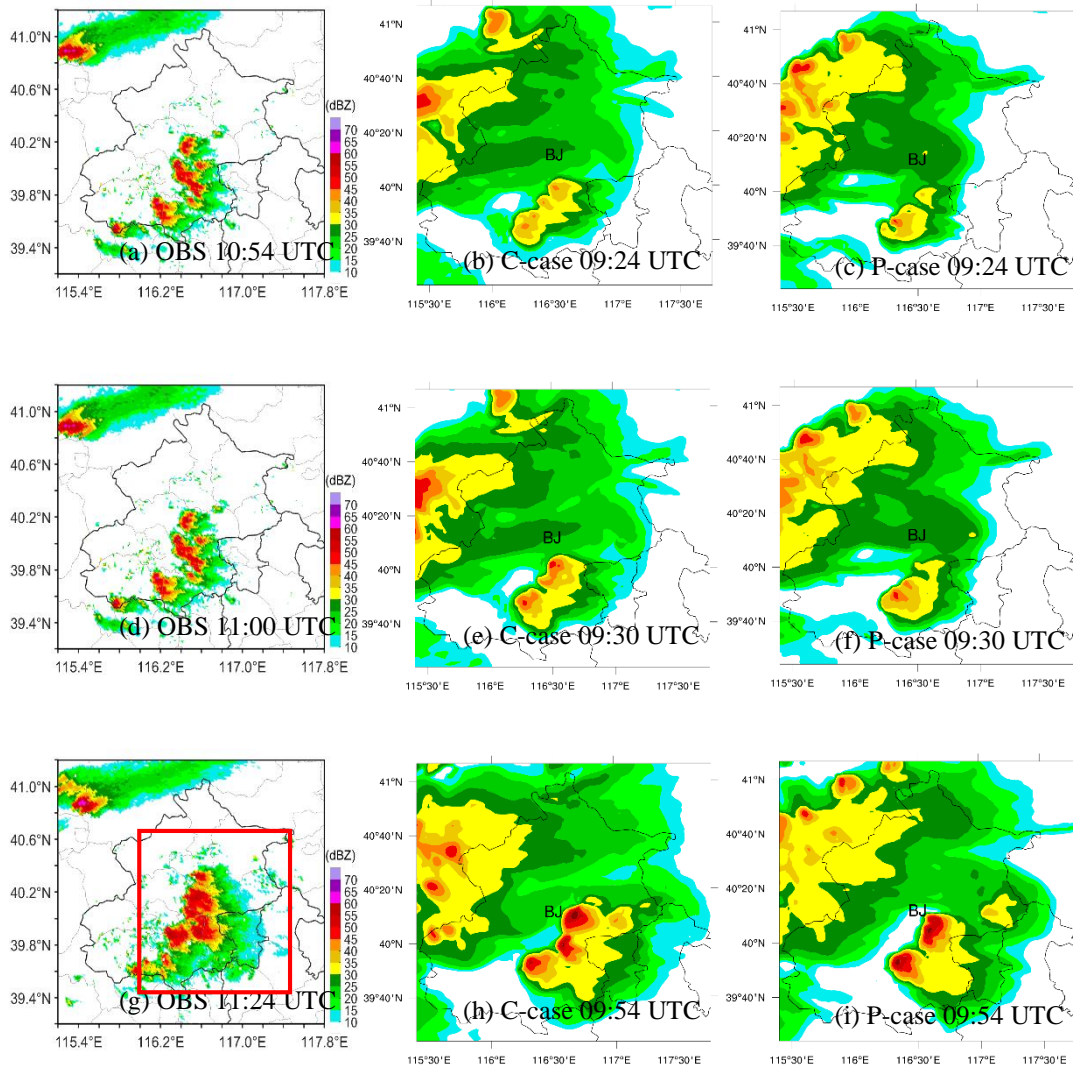 41.0°N
40.6°N
40.2°N
39.8°N
39.4°N
115.4°E 116.2°E 117.0°E 117.8°E
(dBZ)
70
65
60
55
50
45
40
35
30
25
20
15
10
(a) OBS 10:54 UTC
41°N
40°40'N
40°20'N
40°N
39°40'N
BJ
(b) C-case 09:24 UTC
115°30'E 116°E 116°30'E 117°E 117°30'E
41°N
40°40'N
40°20'N
40°N
39°40'N
BJ
(c) P-case 09:24 UTC
115°30'E 116°E 116°30'E 117°E 117°30'E
41.0°N
40.6°N
40.2°N
39.8°N
39.4°N
115.4°E 116.2°E 117.0°E 117.8°E
(dBZ)
70
65
60
55
50
45
40
35
30
25
20
15
10
(d) OBS 11:00 UTC
41°N
40°40'N
40°20'N
40°N
39°40'N
BJ
(e) C-case 09:30 UTC
115°30'E 116°E 116°30'E 117°E 117°30'E
41°N
40°40'N
40°20'N
40°N
39°40'N
BJ
(f) P-case 09:30 UTC
115°30'E 116°E 116°30'E 117°E 117°30'E
41.0°N
40.6°N
40.2°N
39.8°N
39.4°N
115.4°E 116.2°E 117.0°E 117.8°E
(dBZ)
70
65
60
55
50
45
40
35
30
25
20
15
10
(g) OBS 11:24 UTC
41°N
40°40'N
40°20'N
40°N
39°40'N
BJ
(h) C-case 09:54 UTC
115°30'E 116°E 116°30'E 117°E 117°30'E
41°N
40°40'N
40°20'N
40°N
39°40'N
BJ
(i) P-case 09:54 UTC
115°30'E 116°E 116°30'E 117°E 117°30'E